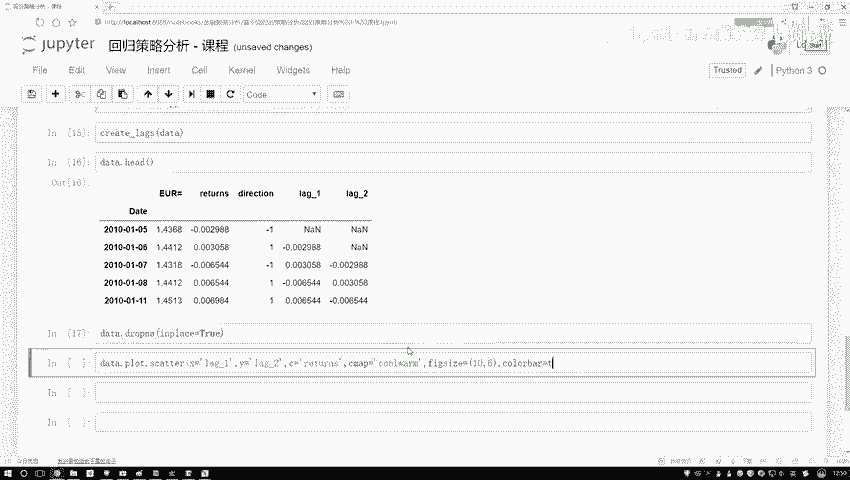 jupyter 回归策略分析 - 课程 (unsaved changes)
File Edit View Insert Cell Kernel Widgets Help
Trusted Python 3
Code
In [15]: create_lags(data)
In [16]: data.head()
Out[16]:
EUR= returns direction lag_1 lag_2
Date
2010-01-05 1.4368 -0.002988 -1 NaN NaN
2010-01-06 1.4412 0.003058 1 -0.002988 NaN
2010-01-07 1.4318 -0.006544 -1 0.003058 -0.002988
2010-01-08 1.4412 0.006544 1 -0.006544 0.003058
2010-01-11 1.4513 0.006984 1 0.006544 -0.006544
In [17]: data.dropna(inplace=True)
In [ ]: data.plot.scatter(x='lag_1',y='lag_2',c='returns',cmap='coolwarm',figsize=(10,6),colorbar=t
In [ ]:
In [ ]:
12:50